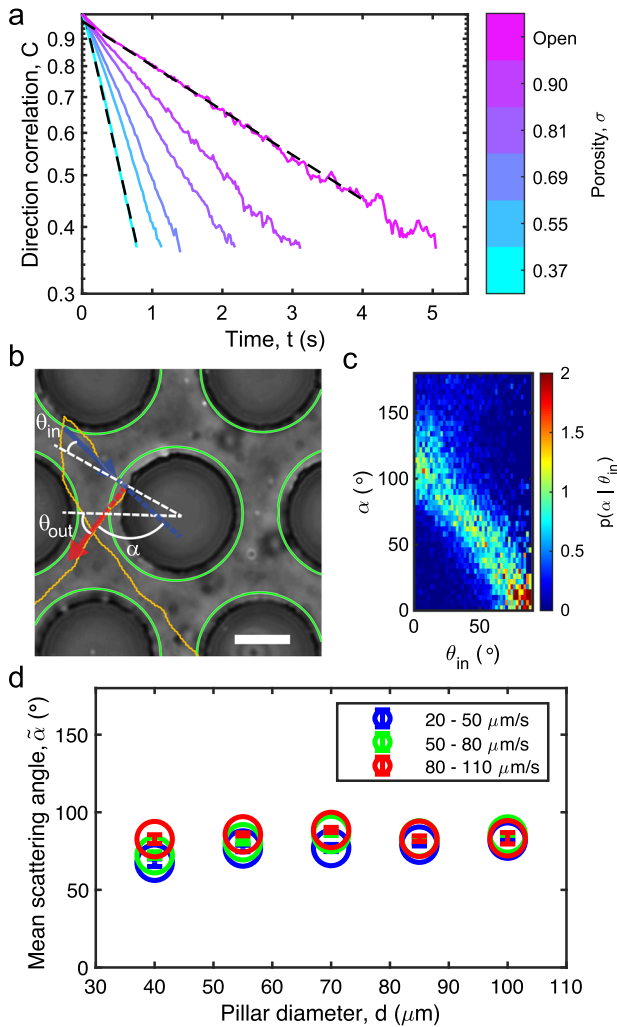 a
0.9
0.8
0.7
0.6
0.5
0.4
0.3
Direction correlation, C
0
1
2
3
4
5
Time, t (s)
Open
0.90
0.81
0.69
0.55
0.37
Porosity, σ
b
θin
θout
α
c
150
100
50
0
α (°)
0
50
θin (°)
2
1.5
1
0.5
0
p(α | θin)
d
150
100
50
0
Mean scattering angle, α̃ (°)
20 - 50 μm/s
50 - 80 μm/s
80 - 110 μm/s
30 40 50 60 70 80 90 100 110
Pillar diameter, d (μm)